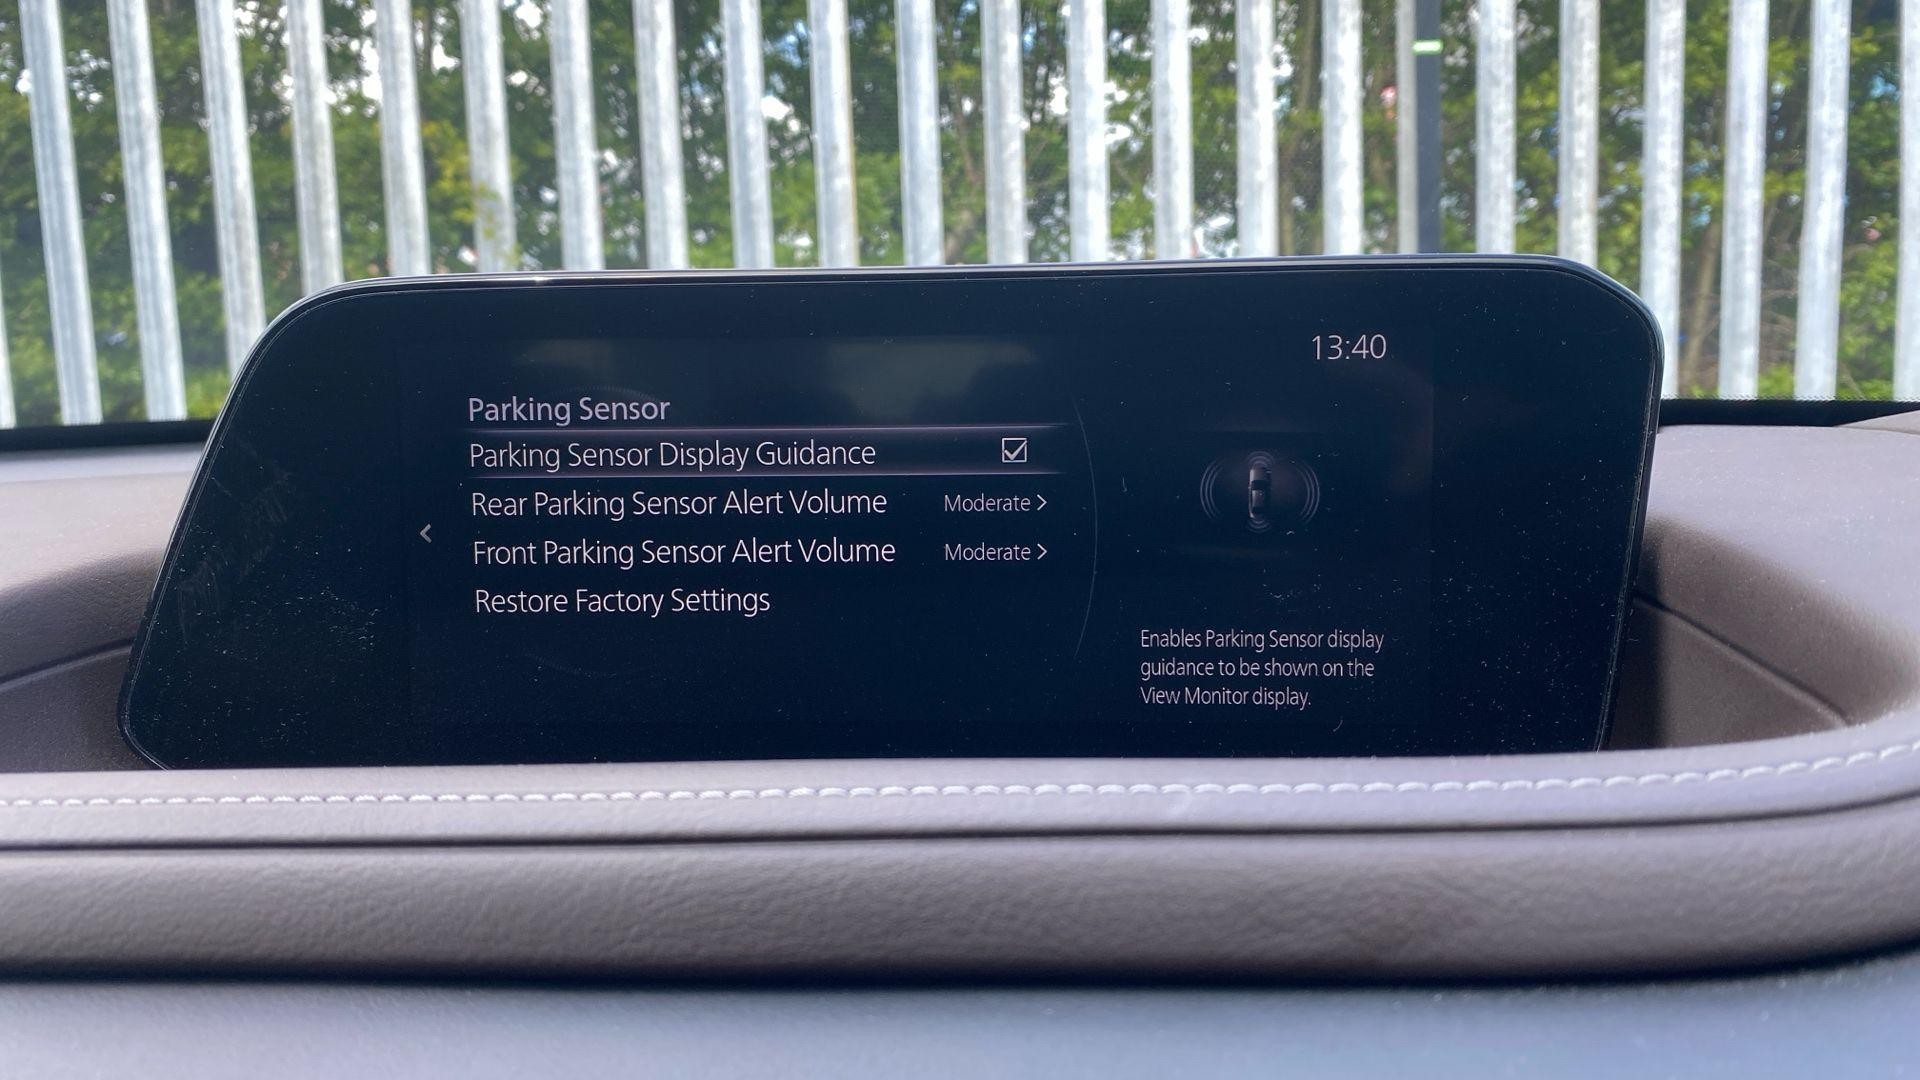 13:40
Parking Sensor
Parking Sensor Display Guidance
Rear Parking Sensor Alert Volume Moderate >
< Front Parking Sensor Alert Volume Moderate >
Restore Factory Settings
Enables Parking Sensor display
guidance to be shown on the
View Monitor display.